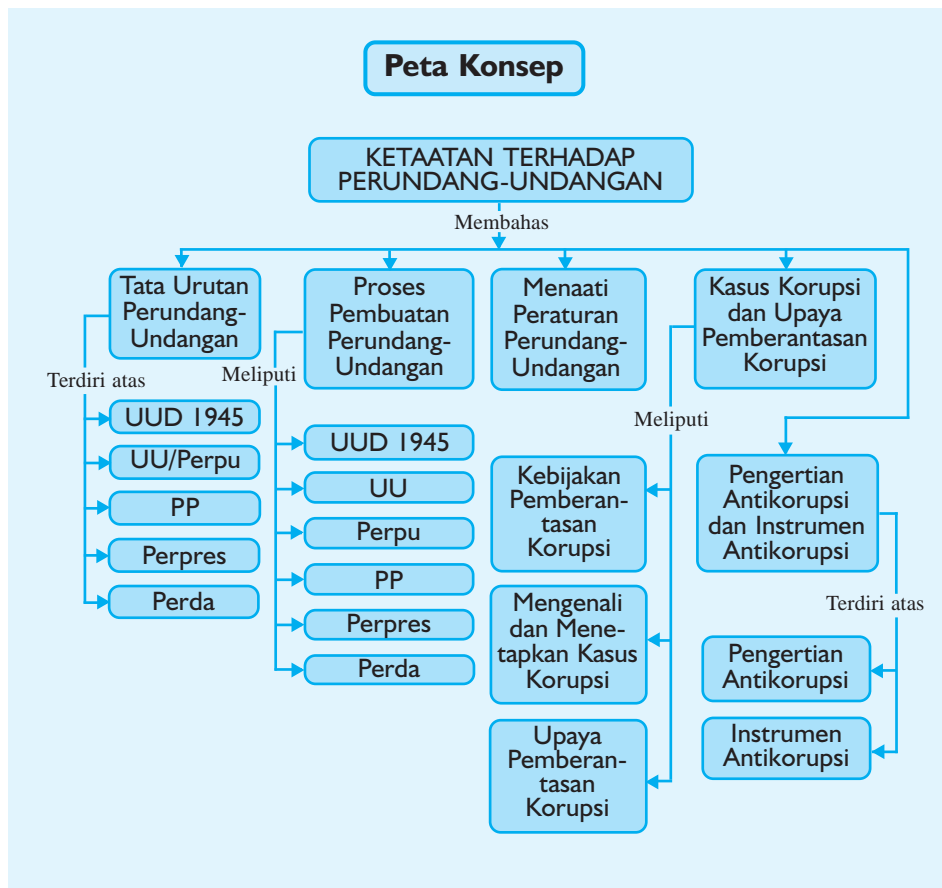 Peta Konsep
KETAATAN TERHADAP
PERUNDANG-UNDANGAN
Membahas
Tata Urutan
Perundang-
Undangan
Terdiri atas
UUD 1945
UU/Perpu
PP
Perpres
Perda
Proses
Pembuatan
Perundang-
Undangan
Meliputi
UUD 1945
UU
Perpu
PP
Perpres
Perda
Menaati
Peraturan
Perundang-
Undangan
Kasus Korupsi
dan Upaya
Pemberantasan
Korupsi
Meliputi
Kebijakan
Pemberan-
tasan
Korupsi
Mengenali
dan Mene-
tapkan Kasus
Korupsi
Upaya
Pemberan-
tasan
Korupsi
Pengertian
Antikorupsi
dan Instrumen
Antikorupsi
Terdiri atas
Pengertian
Antikorupsi
Instrumen
Antikorupsi